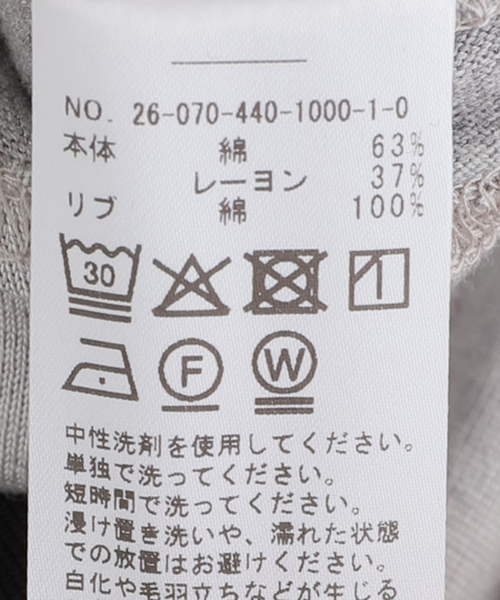 NO. 26-070-440-1000-1-0
本体 綿 63%
レーヨン 37%
リブ 綿 100%
30
F W
中性洗剤を使用してください。
単独で洗ってください。
短時間で洗ってください。
浸け置き洗いや、濡れた状態
での放置はお避けください。
白化や毛羽立ちなどが生じる